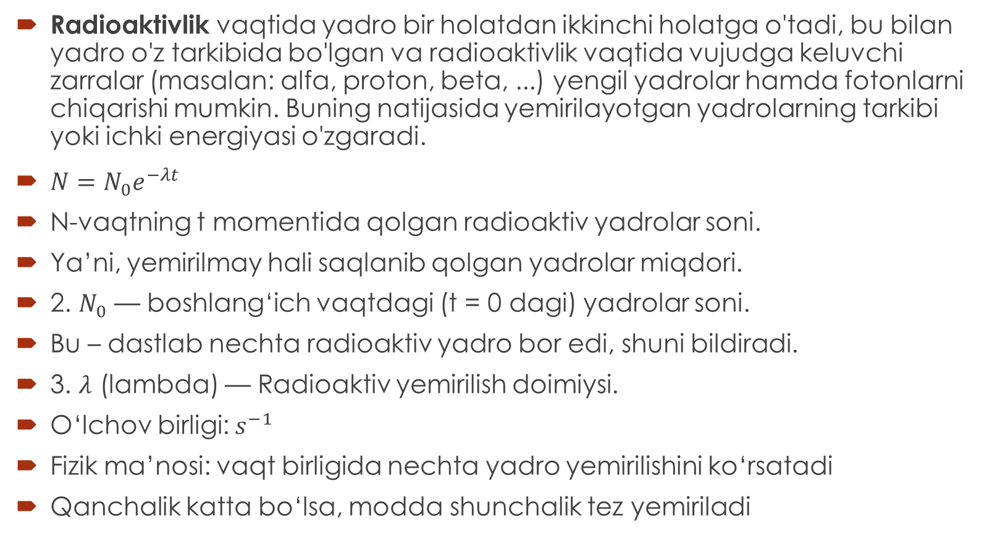 Radioaktivlik vaqtida yadro bir holatdan ikkinchi holatga o'tadi, bu bilan
yadro o'z tarkibida bo'lgan va radioaktivlik vaqtida vujudga keluvchi
zarralar (masalan: alfa, proton, beta, ...) yengil yadrolar hamda fotonlarni
chiqarishi mumkin. Buning natijasida yemirilayotgan yadrolarning tarkibi
yoki ichki energiyasi o'zgaradi.
$N = N_0 e^{-\lambda t}$
N-vaqtning t momentida qolgan radioaktiv yadrolar soni.
Ya’ni, yemirilmay hali saqlanib qolgan yadrolar miqdori.
2. $N_0$ — boshlang‘ich vaqtdagi (t = 0 dagi) yadrolar soni.
Bu – dastlab nechta radioaktiv yadro bor edi, shuni bildiradi.
3. $\lambda$ (lambda) — Radioaktiv yemirilish doimiysi.
O‘lchov birligi: $s^{-1}$
Fizik ma’nosi: vaqt birligida nechta yadro yemirilishini ko‘rsatadi
Qanchalik katta bo‘lsa, modda shunchalik tez yemiriladi